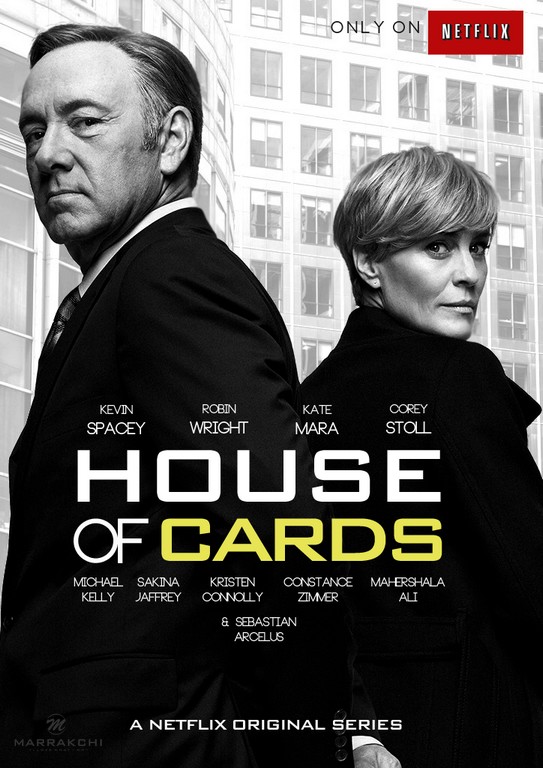 ONLY ON NETFLIX
KEVIN ROBIN KATE COREY
SPACEY WRIGHT MARA STOLL
HOUSE
OF CARDS
MICHAEL SAKINA KRISTEN CONSTANCE MAHERSHALA
KELLY JAFFREY CONNOLLY ZIMMER ALI
& SEBASTIAN
ARCELUS
A NETFLIX ORIGINAL SERIES
M
MARRAKCHI